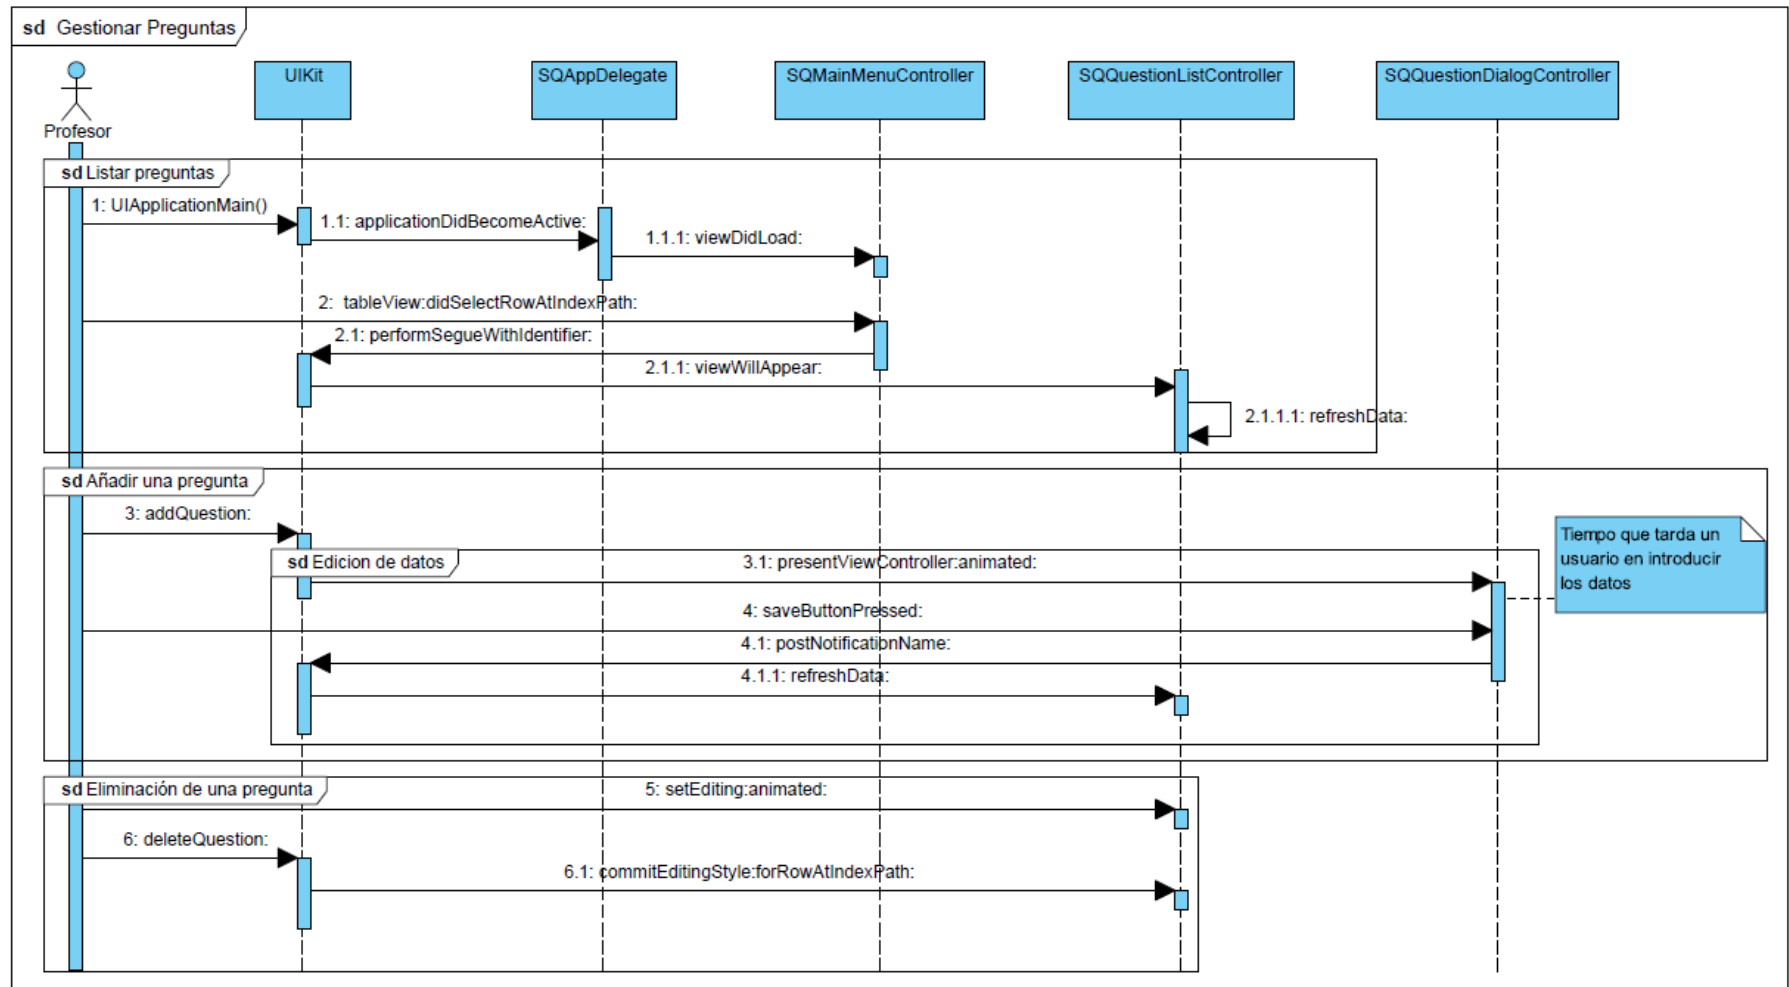 sd Gestionar Preguntas
UIKit
SQAppDelegate
SQMainMenuController
SQQuestionListController
SQQuestionDialogController
Profesor
sd Listar preguntas
1: UIApplicationMain()
1.1: applicationDidBecomeActive:
1.1.1: viewDidLoad:
2: tableView:didSelectRowAtIndexPath:
2.1: performSegueWithIdentifier:
2.1.1: viewWillAppear:
2.1.1.1: refreshData:
sd Añadir una pregunta
3: addQuestion:
sd Edicion de datos
3.1: presentViewController:animated:
Tiempo que tarda un
usuario en introducir
los datos
4: saveButtonPressed:
4.1: postNotificationName:
4.1.1: refreshData:
sd Eliminación de una pregunta
5: setEditing:animated:
6: deleteQuestion:
6.1: commitEditingStyle:forRowAtIndexPath: